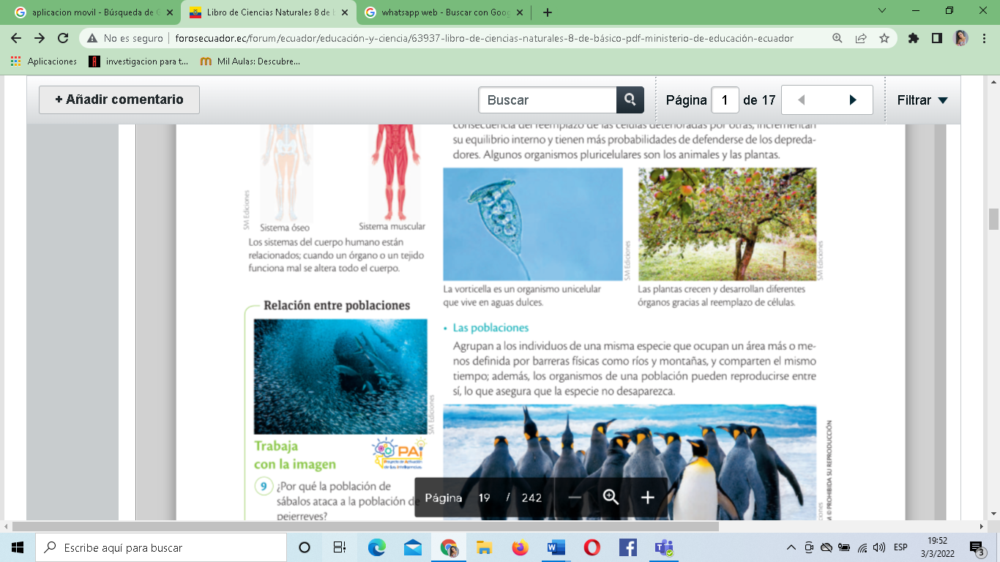 aplicacion movil - Búsqueda de G
Libro de Ciencias Naturales 8 de b
whatsapp web - Buscar con Goog
No es seguro
forosecuador.ec/forum/ecuador/educación-y-ciencia/63937-libro-de-ciencias-naturales-8-de-básico-pdf-ministerio-de-educación-ecuador
Aplicaciones
investigacion para t...
Mil Aulas: Descubre...
+ Añadir comentario
Buscar
Página 1 de 17
Filtrar
SM Ediciones
Sistema óseo
Sistema muscular
Los sistemas del cuerpo humano están
relacionados; cuando un órgano o un tejido
funciona mal se altera todo el cuerpo.
Relación entre poblaciones
SM Ediciones
Trabaja
con la imagen
PAi
Proyecto de Activación
de las Inteligencias
9 ¿Por qué la población de
sábalos ataca a la población de
pejerreyes?
consecuencia del reemplazo de las células deterioradas por otras, incrementan
su equilibrio interno y tienen más probabilidades de defenderse de los depreda-
dores. Algunos organismos pluricelulares son los animales y las plantas.
SM Ediciones
SM Ediciones
La vorticella es un organismo unicelular
que vive en aguas dulces.
Las plantas crecen y desarrollan diferentes
órganos gracias al reemplazo de células.
• Las poblaciones
Agrupan a los individuos de una misma especie que ocupan un área más o me-
nos definida por barreras físicas como ríos y montañas, y comparten el mismo
tiempo; además, los organismos de una población pueden reproducirse entre
sí, lo que asegura que la especie no desaparezca.
© PROHIBIDA SU REPRODUCCIÓN
Página 19 / 242
Escribe aquí para buscar
ESP
19:52
3/3/2022
3